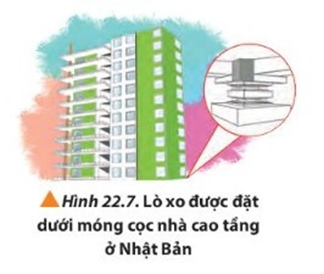 Hình 22.7. Lò xo được đặt
dưới móng cọc nhà cao tầng
ở Nhật Bản